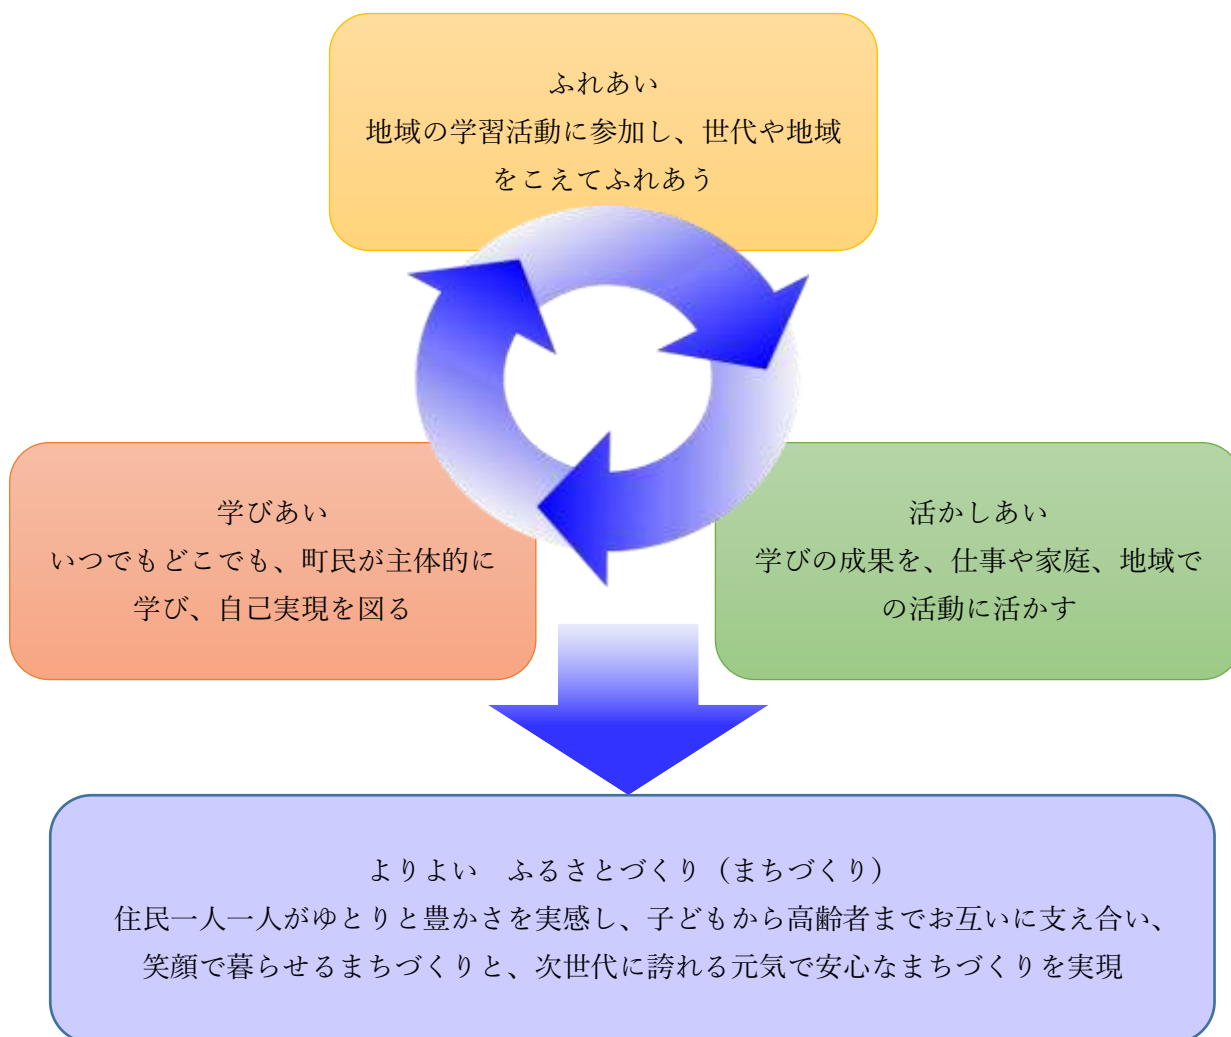 ふれあい
地域の学習活動に参加し、世代や地域
をこえてふれあう
学びあい
いつでもどこでも、町民が主体的に
学び、自己実現を図る
活かしあい
学びの成果を、仕事や家庭、地域で
の活動に活かす
よりよい　ふるさとづくり（まちづくり）
住民一人一人がゆとりと豊かさを実感し、子どもから高齢者までお互いに支え合い、
笑顔で暮らせるまちづくりと、次世代に誇れる元気で安心なまちづくりを実現